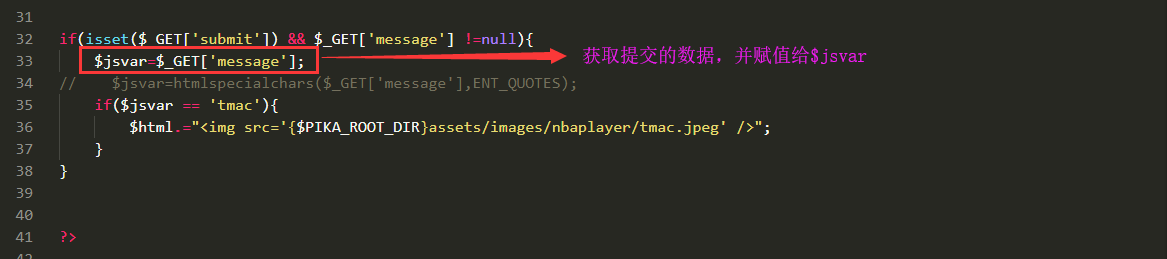 31
32 if(isset($_GET['submit']) && $_GET['message'] !=null){
33 $jsvar=$_GET['message']; 获取提交的数据，并赋值给$jsvar
34 // $jsvar=htmlspecialchars($_GET['message'],ENT_QUOTES);
35 if($jsvar == 'tmac'){
36 $html.="<img src='{$PIKA_ROOT_DIR}assets/images/nbaplayer/tmac.jpeg' />";
37 }
38 }
39
40
41 ?>